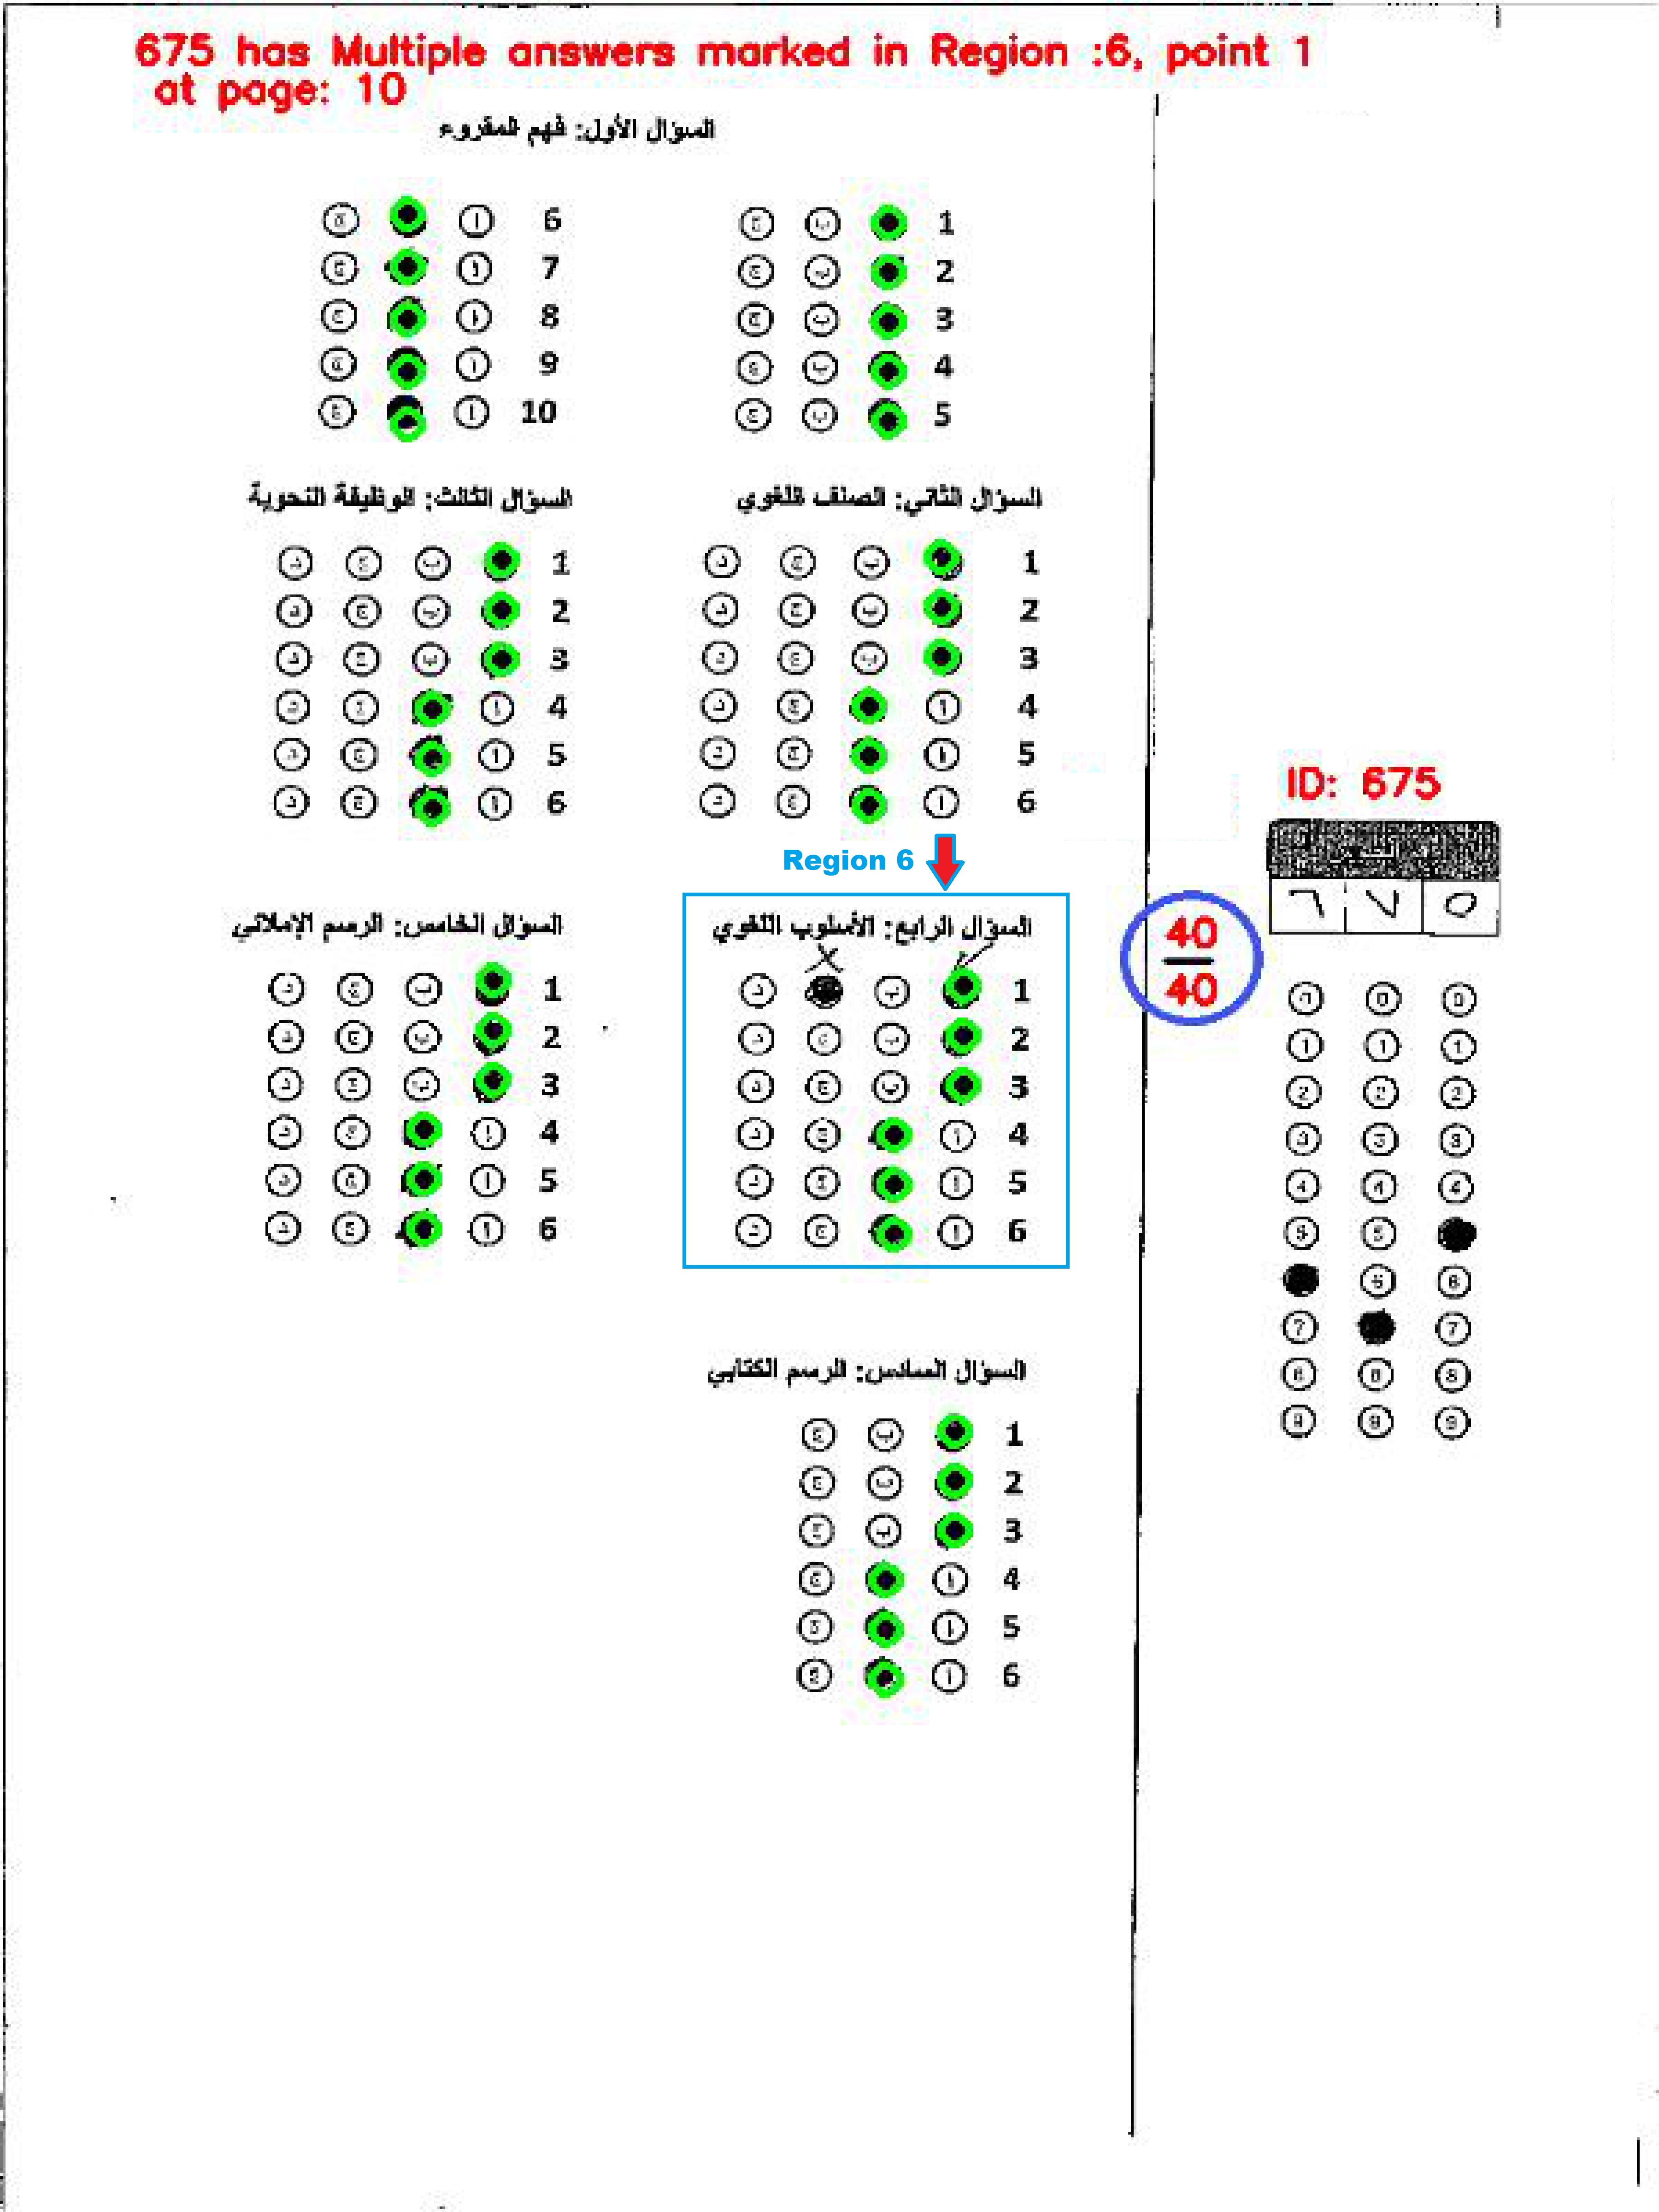 675 has Multiple answers marked in Region :6, point 1
at page: 10
السؤال الأول: فهم المقروء
1
2
3
4
5
6
7
8
9
10
السؤال الثاني: الصنف اللغوي
1
2
3
4
5
6
السؤال الثالث: الوظيفة النحوية
1
2
3
4
5
6
Region 6
السؤال الرابع: الأسلوب اللغوي
1
2
3
4
5
6
السؤال الخامس: الرسم الإملائي
1
2
3
4
5
6
السؤال السادس: الرسم الكتابي
1
2
3
4
5
6
40
40
ID: 675
٦ ٧ ٥
0 0 0
1 1 1
2 2 2
3 3 3
4 4 4
5 5
6 6
7 7
8 8 8
9 9 9